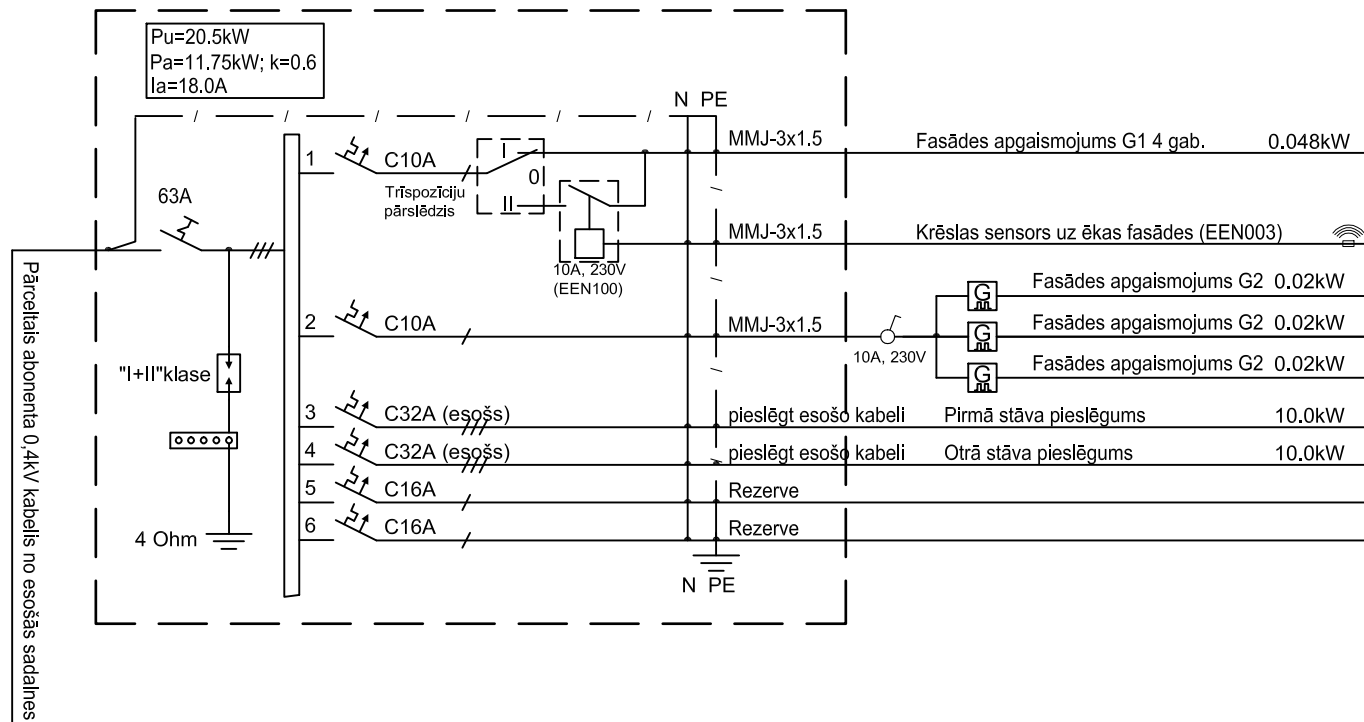 Pu=20.5kW
Pa=11.75kW; k=0.6
Ia=18.0A
N PE
1
C10A
Trīspozīciju
pārslēdzis
I
0
II
10A, 230V
(EEN100)
MMJ-3x1.5
Fasādes apgaismojums G1 4 gab.
0.048kW
63A
MMJ-3x1.5
Krēslas sensors uz ēkas fasādes (EEN003)
2
C10A
MMJ-3x1.5
10A, 230V
G
Fasādes apgaismojums G2 0.02kW
G
Fasādes apgaismojums G2 0.02kW
G
Fasādes apgaismojums G2 0.02kW
"I+II"klase
3
C32A (esošs)
pieslēgt esošo kabeli
Pirmā stāva pieslēgums
10.0kW
4
C32A (esošs)
pieslēgt esošo kabeli
Otrā stāva pieslēgums
10.0kW
5
C16A
Rezerve
6
C16A
Rezerve
4 Ohm
N PE
Pārceltais abonenta 0,4kV kabelis no esošās sadalnes